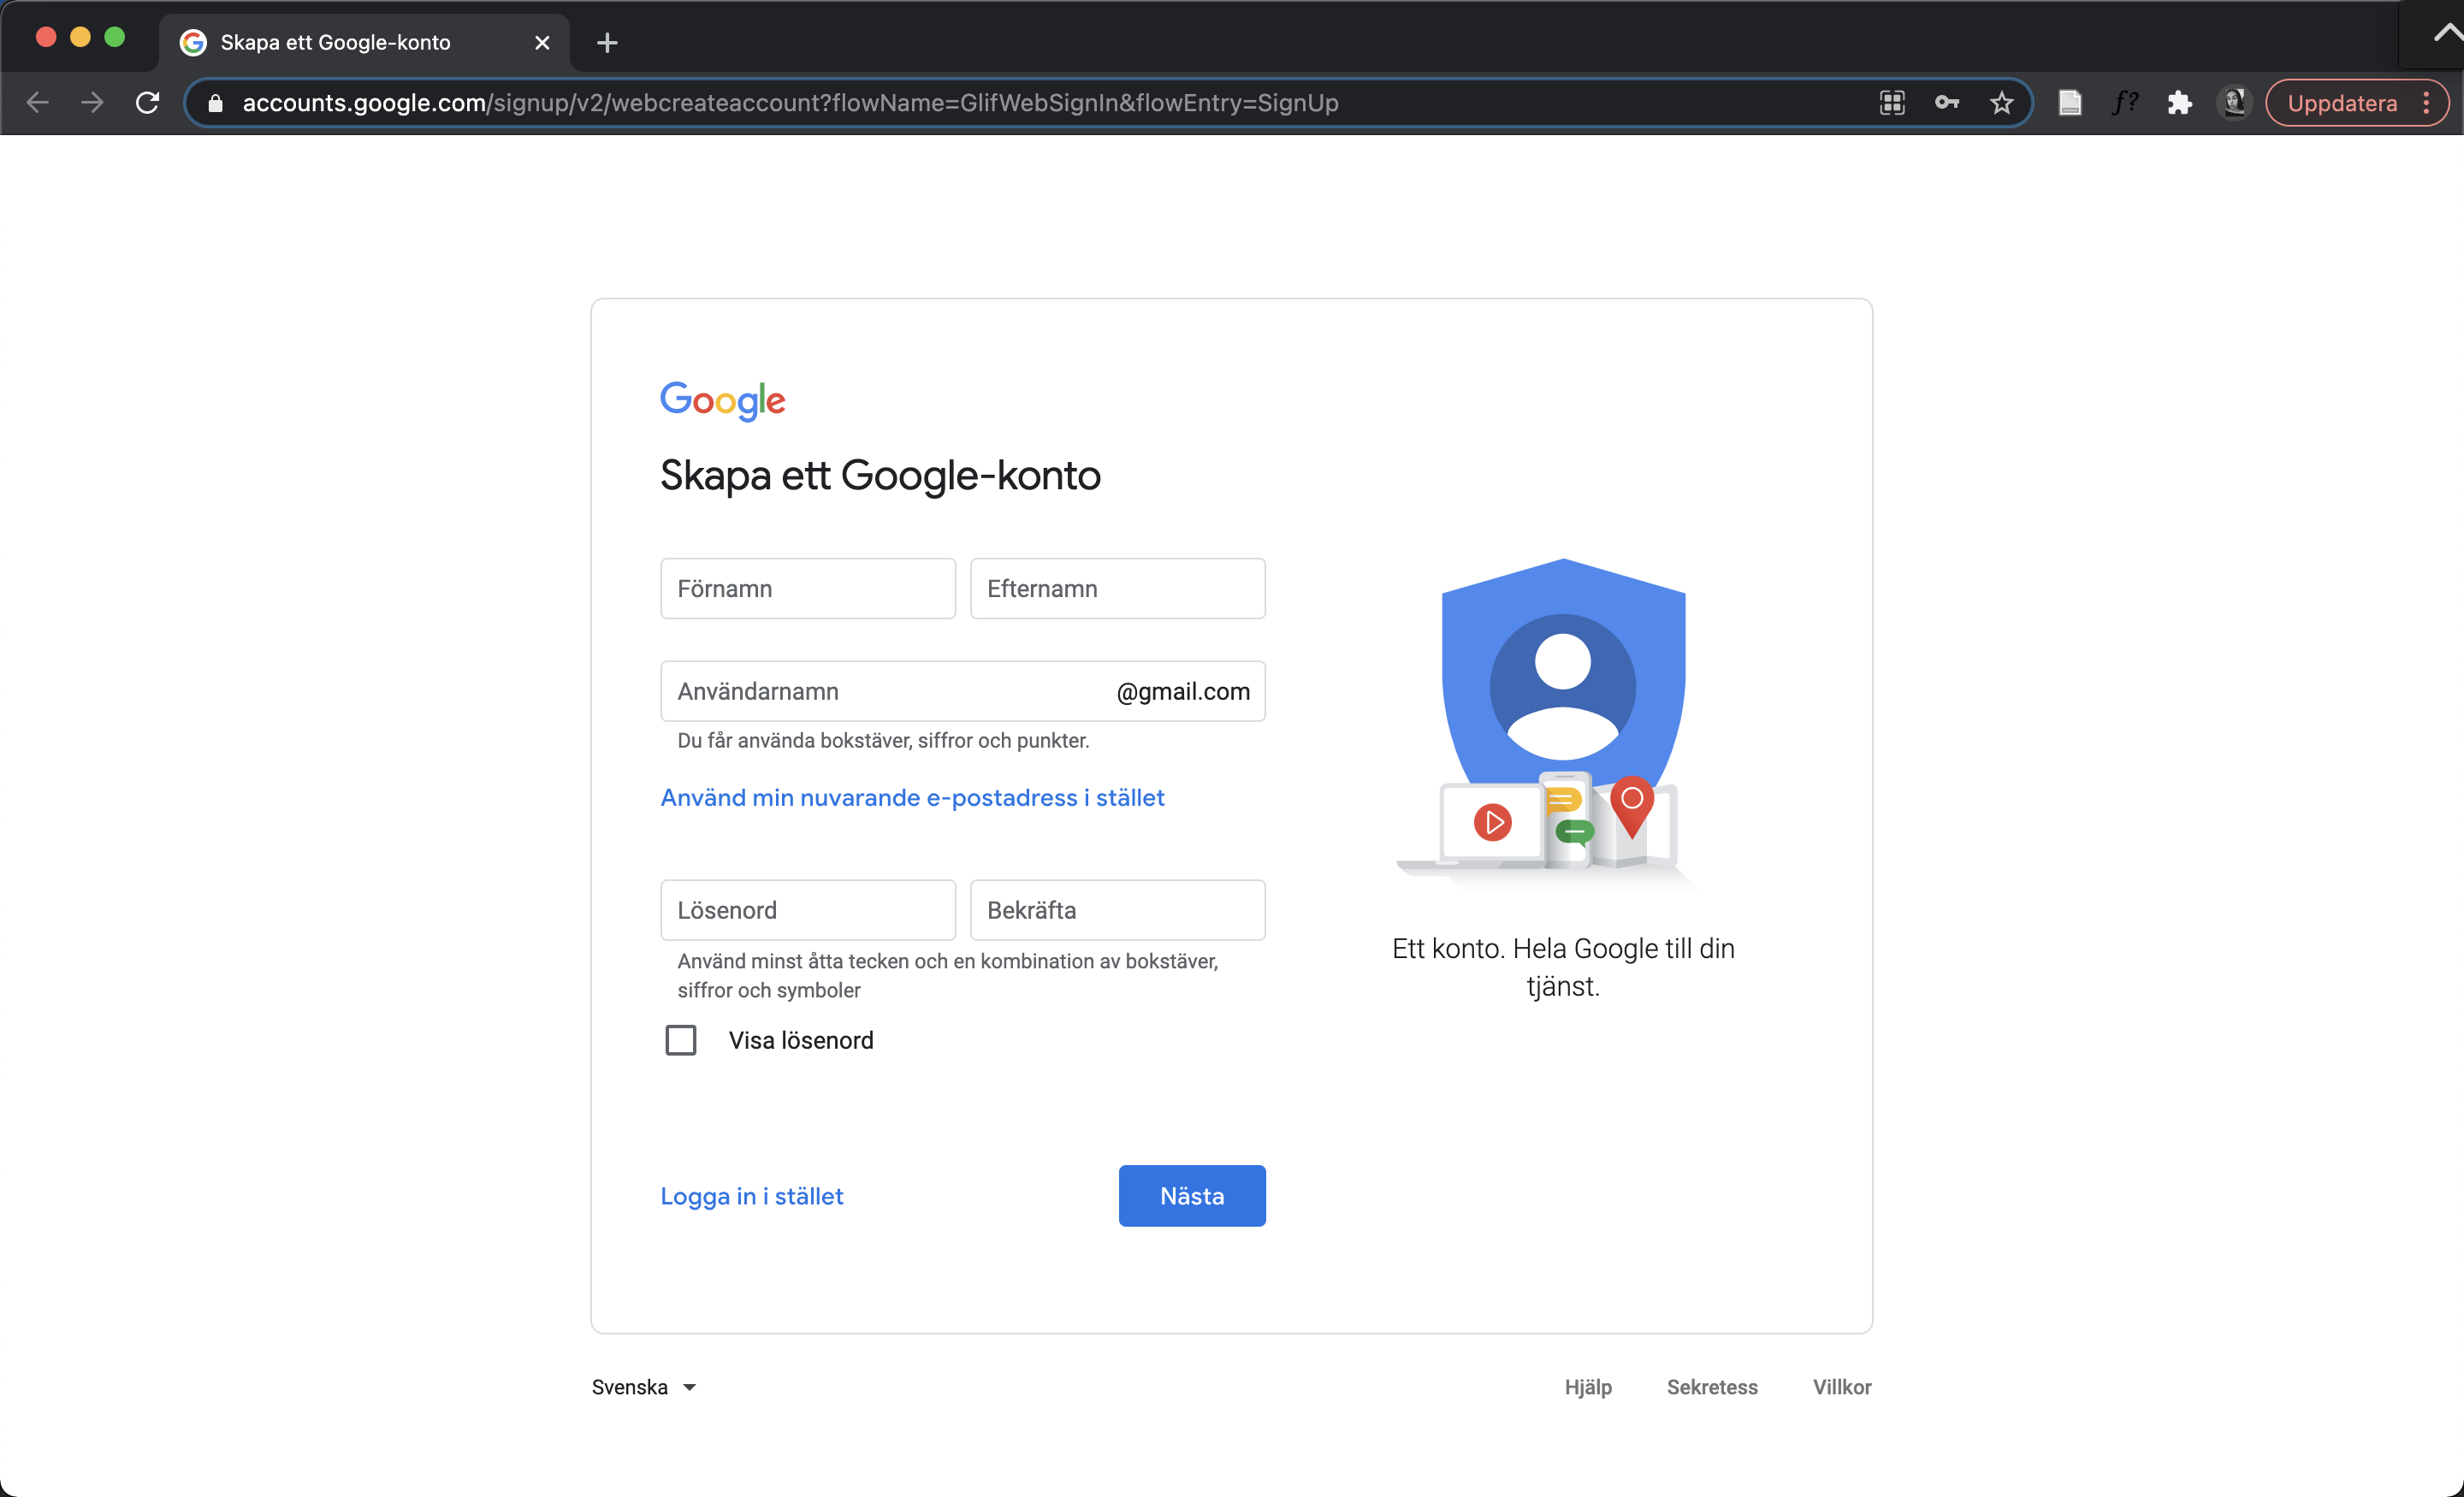 Skapa ett Google-konto
accounts.google.com/signup/v2/webcreateaccount?flowName=GlifWebSignIn&flowEntry=SignUp
f?
Uppdatera
Google
Skapa ett Google-konto
Förnamn
Efternamn
Användarnamn
@gmail.com
Du får använda bokstäver, siffror och punkter.
Använd min nuvarande e-postadress i stället
Lösenord
Bekräfta
Använd minst åtta tecken och en kombination av bokstäver,
siffror och symboler
Visa lösenord
Logga in i stället
Nästa
Ett konto. Hela Google till din
tjänst.
Svenska
Hjälp
Sekretess
Villkor